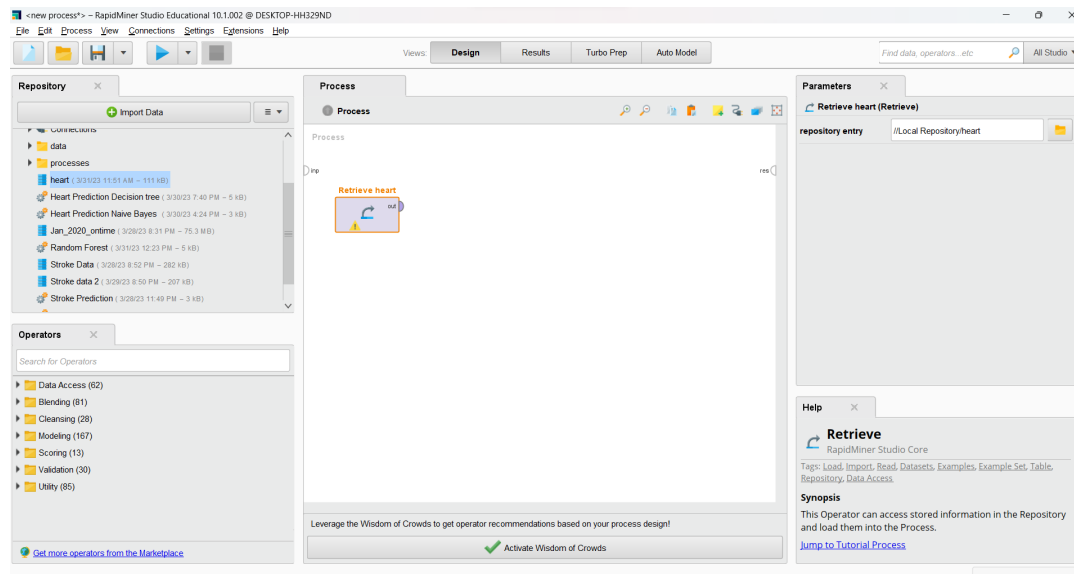 <new process*> – RapidMiner Studio Educational 10.1.002 @ DESKTOP-HH329ND
File Edit Process View Connections Settings Extensions Help
Views: Design Results Turbo Prep Auto Model
Find data, operators...etc
All Studio
Repository
Import Data
Connections
data
processes
heart ( 3/31/23 11:51 AM – 111 kB)
Heart Prediction Decision tree ( 3/30/23 7:40 PM – 5 kB)
Heart Prediction Naive Bayes ( 3/30/23 4:24 PM – 3 kB)
Jan_2020_ontime ( 3/28/23 8:31 PM – 75.3 MB)
Random Forest ( 3/31/23 12:23 PM – 5 kB)
Stroke Data ( 3/28/23 8:52 PM – 282 kB)
Stroke data 2 ( 3/29/23 8:50 PM – 207 kB)
Stroke Prediction ( 3/28/23 11:49 PM – 3 kB)
Operators
Search for Operators
Data Access (62)
Blending (81)
Cleansing (28)
Modeling (167)
Scoring (13)
Validation (30)
Utility (85)
Get more operators from the Marketplace
Process
Process
Process
inp
res
Retrieve heart
out
Leverage the Wisdom of Crowds to get operator recommendations based on your process design!
Activate Wisdom of Crowds
Parameters
Retrieve heart (Retrieve)
repository entry
//Local Repository/heart
Help
Retrieve
RapidMiner Studio Core
Tags: Load, Import, Read, Datasets, Examples, Example Set, Table,
Repository, Data Access
Synopsis
This Operator can access stored information in the Repository
and load them into the Process.
Jump to Tutorial Process